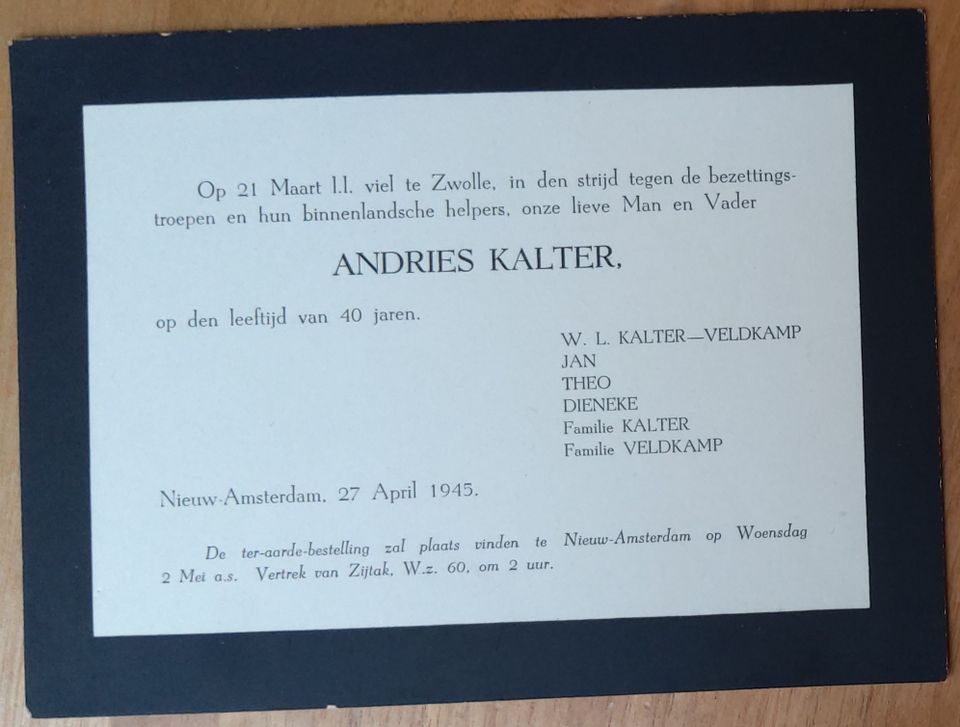 Op 21 Maart l.l. viel te Zwolle, in den strijd tegen de bezettings-
troepen en hun binnenlandsche helpers, onze lieve Man en Vader
ANDRIES KALTER,
op den leeftijd van 40 jaren.
W. L. KALTER—VELDKAMP
JAN
THEO
DIENEKE
Familie KALTER
Familie VELDKAMP
Nieuw-Amsterdam, 27 April 1945.
De ter-aarde-bestelling zal plaats vinden te Nieuw-Amsterdam op Woensdag
2 Mei a.s. Vertrek van Zijtak, W.z. 60, om 2 uur.